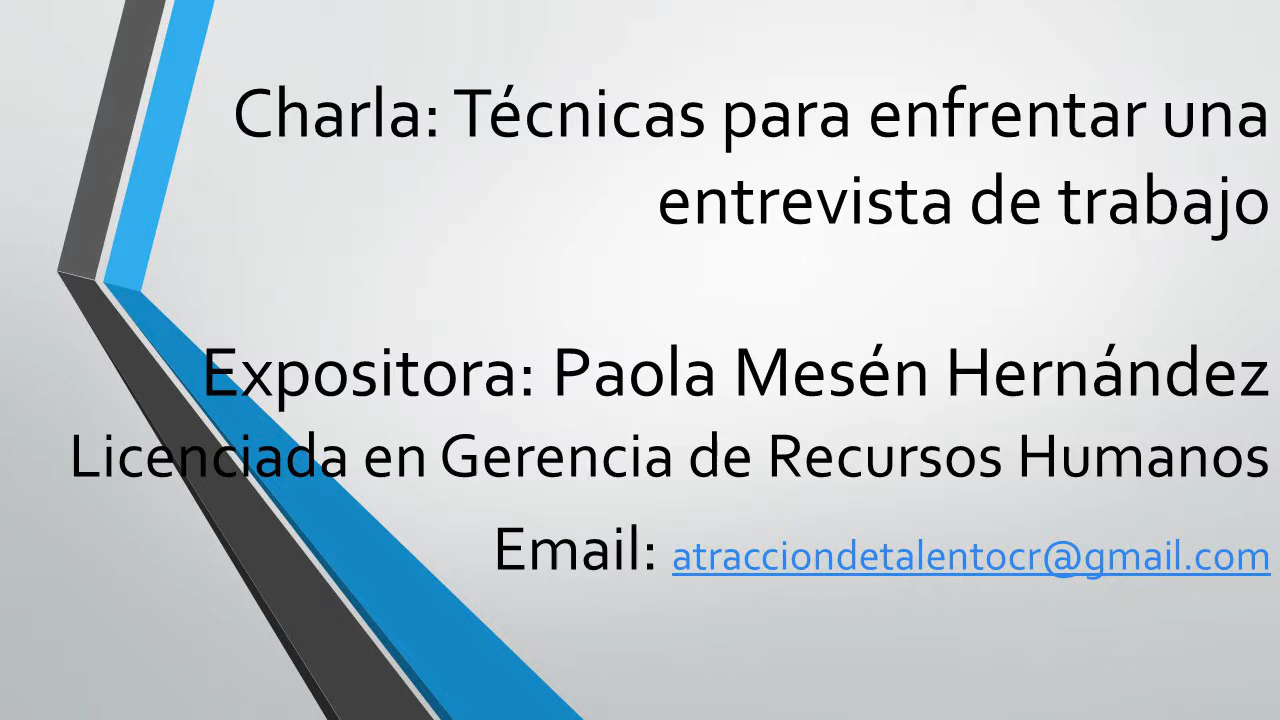 Charla: Técnicas para enfrentar una
entrevista de trabajo
Expositora: Paola Mesén Hernández
Licenciada en Gerencia de Recursos Humanos
Email: atracciondetalentocr@gmail.com